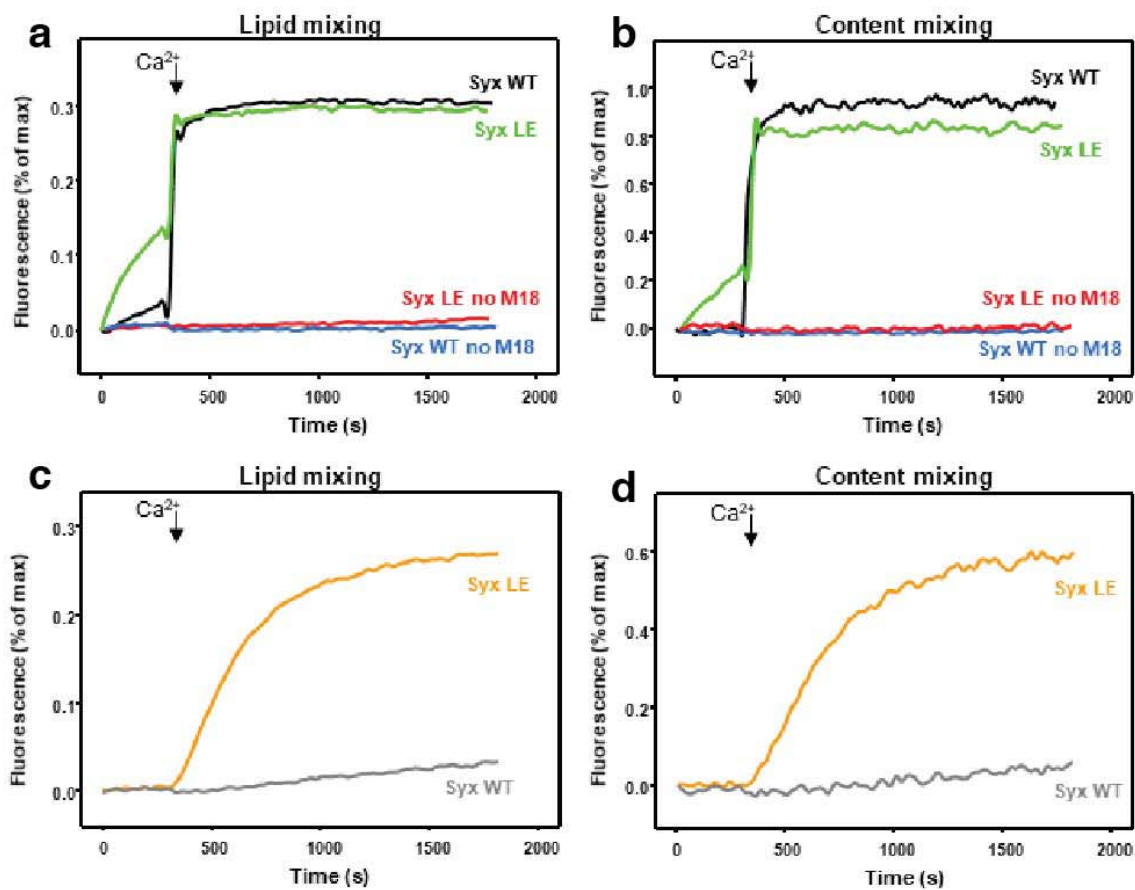 a
Lipid mixing
Ca²⁺
Syx WT
Syx LE
Syx LE no M18
Syx WT no M18
Fluorescence (% of max)
0.3
0.2
0.1
0.0
0 500 1000 1500 2000
Time (s)
b
Content mixing
Ca²⁺
Syx WT
Syx LE
Syx LE no M18
Syx WT no M18
Fluorescence (% of max)
1.0
0.8
0.6
0.4
0.2
0.0
0 500 1000 1500 2000
Time (s)
c
Lipid mixing
Ca²⁺
Syx LE
Syx WT
Fluorescence (% of max)
0.3
0.2
0.1
0.0
0 500 1000 1500 2000
Time (s)
d
Content mixing
Ca²⁺
Syx LE
Syx WT
Fluorescence (% of max)
0.6
0.4
0.2
0.0
0 500 1000 1500 2000
Time (s)